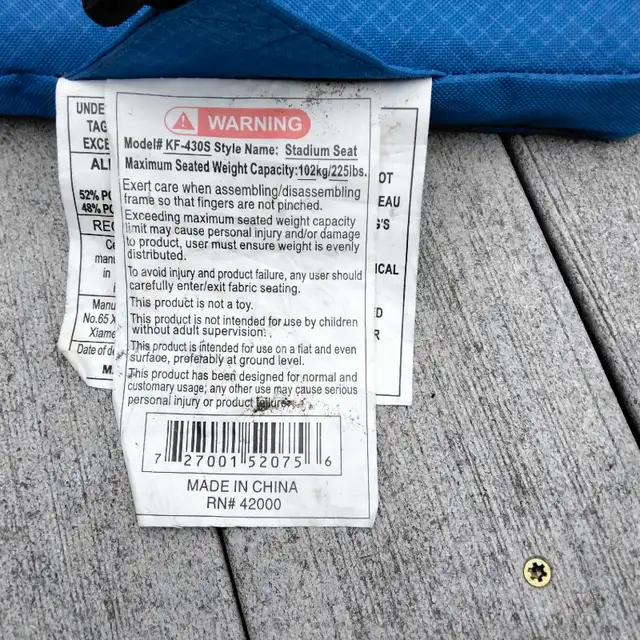 WARNING
Model# KF-430S Style Name: Stadium Seat
Maximum Seated Weight Capacity:102kg/225lbs.
Exert care when assembling/disassembling
frame so that fingers are not pinched.
Exceeding maximum seated weight capacity
limit may cause personal injury and/or damage
to product, user must ensure weight is evenly
distributed.
To avoid injury and product failure, any user should
carefully enter/exit fabric seating.
This product is not a toy.
This product is not intended for use by children
without adult supervision.
This product is intended for use on a flat and even
surface, preferably at ground level.
This product has been designed for normal and
customary usage; any other use may cause serious
personal injury or product failure.
7 27001 52075 6
MADE IN CHINA
RN# 42000
UNDE
TAG
EXCE
ALL
52% PO
48% PO
REG
Ce
manu
in
Manu
No.65 X
Xiame
Date of de
M
OT
EAU
S'S
ICAL
D
R